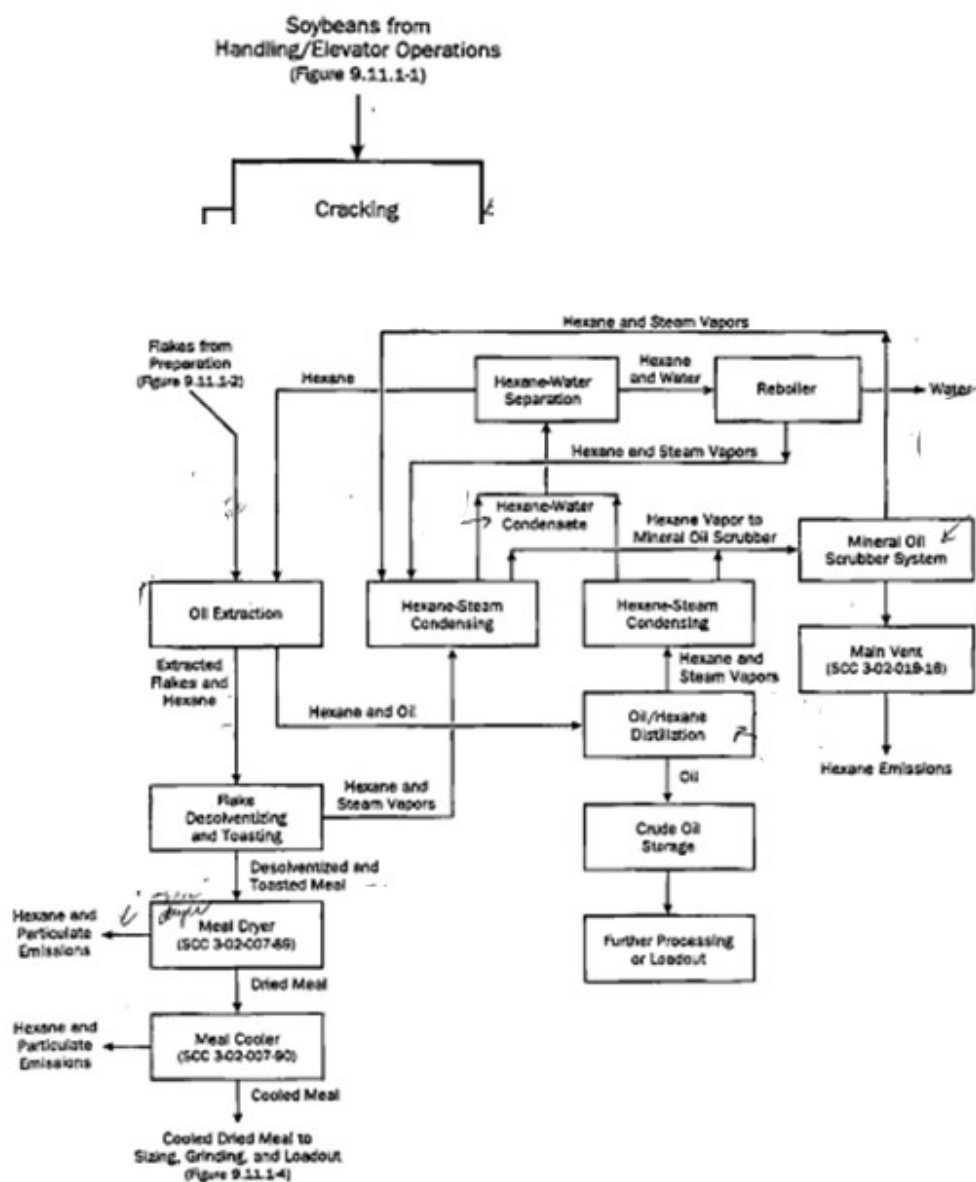 Soybeans from
Handling/Elevator Operations
(Figure 9.11.1-1)
Cracking
Hexane and Steam Vapors
Flakes from
Preparation
(Figure 9.11.1-2)
Hexane
Hexane-Water
Separation
Hexane
and Water
Reboiler
Water
Hexane and Steam Vapors
Hexane-Water
Condensate
Hexane Vapor to
Mineral Oil Scrubber
Mineral Oil
Scrubber System
Oil Extraction
Hexane-Steam
Condensing
Hexane-Steam
Condensing
Main Vent
(SCC 3-02-019-16)
Extracted
Flakes and
Hexane
Hexane and
Steam Vapors
Hexane and Oil
Oil/Hexane
Distillation
Hexane Emissions
Oil
Flake
Desolventizing
and Toasting
Hexane and
Steam Vapors
Crude Oil
Storage
Desolventized and
Toasted Meal
Hexane and
Particulate
Emissions
Meal Dryer
(SCC 3-02-007-89)
Further Processing
or Loadout
Dried Meal
Hexane and
Particulate
Emissions
Meal Cooler
(SCC 3-02-007-90)
Cooled Meal
Cooled Dried Meal to
Sizing, Grinding, and Loadout
(Figure 9.11.1-4)